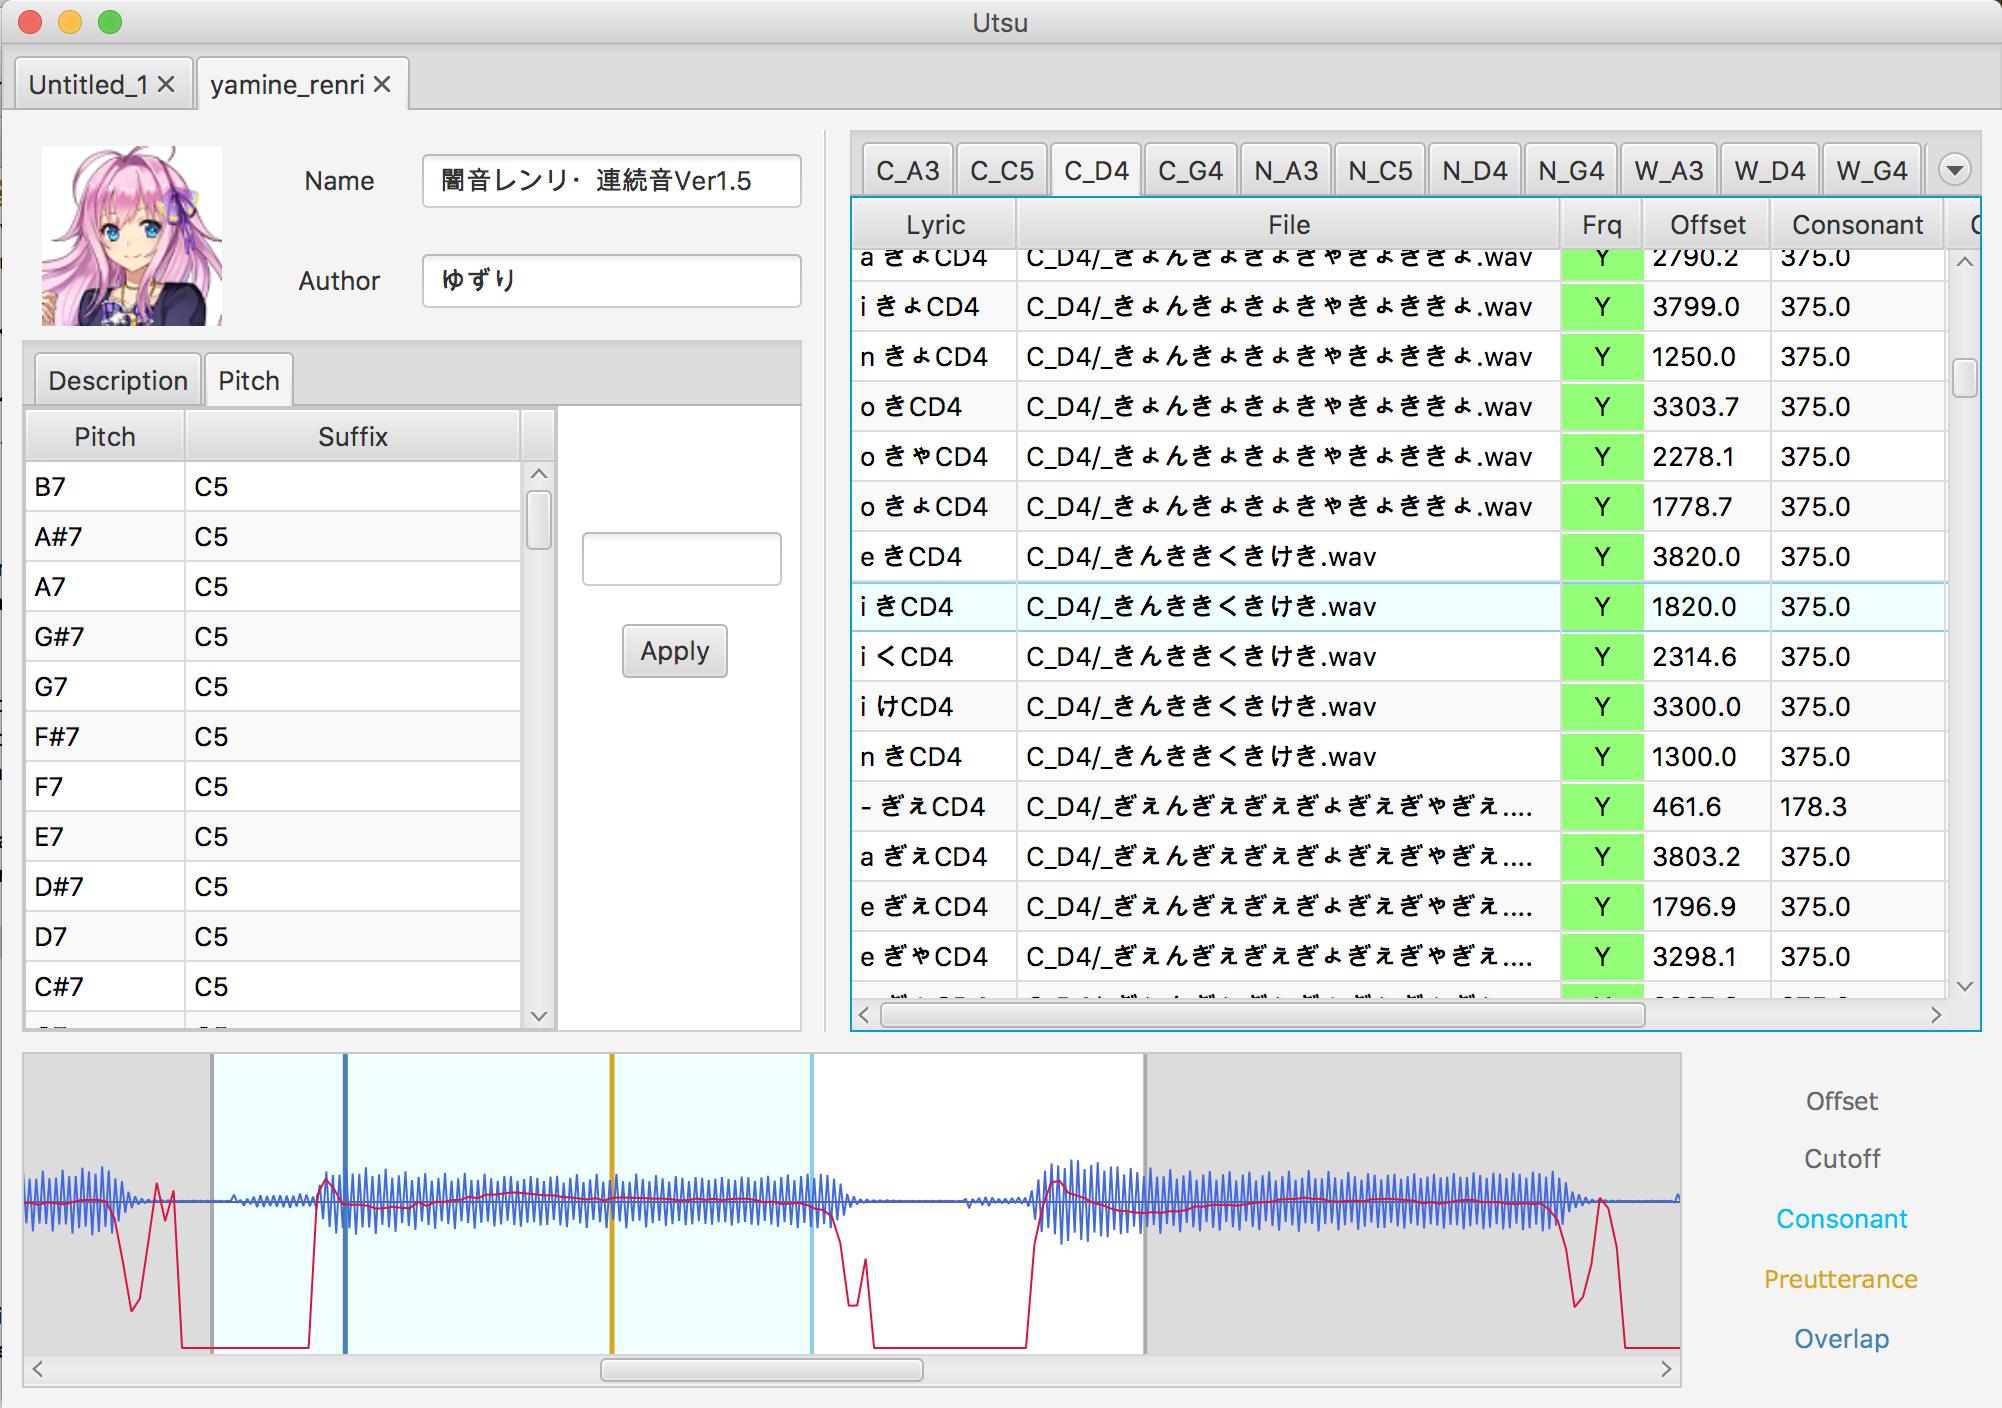 Utsu
Untitled_1 ✕ yamine_renri ✕
Name 闇音レンリ・連続音Ver1.5
Author ゆずり
Description Pitch
Pitch Suffix
B7 C5
A#7 C5
A7 C5
G#7 C5
G7 C5
F#7 C5
F7 C5
E7 C5
D#7 C5
D7 C5
C#7 C5
Apply
C_A3 C_C5 C_D4 C_G4 N_A3 N_C5 N_D4 N_G4 W_A3 W_D4 W_G4
Lyric File Frq Offset Consonant
a きょCD4 C_D4/_きょんきょきょきゃきょききょ.wav Y 2790.2 375.0
i きょCD4 C_D4/_きょんきょきょきゃきょききょ.wav Y 3799.0 375.0
n きょCD4 C_D4/_きょんきょきょきゃきょききょ.wav Y 1250.0 375.0
o きCD4 C_D4/_きょんきょきょきゃきょききょ.wav Y 3303.7 375.0
o きゃCD4 C_D4/_きょんきょきょきゃきょききょ.wav Y 2278.1 375.0
o きょCD4 C_D4/_きょんきょきょきゃきょききょ.wav Y 1778.7 375.0
e きCD4 C_D4/_きんききくきけき.wav Y 3820.0 375.0
i きCD4 C_D4/_きんききくきけき.wav Y 1820.0 375.0
i くCD4 C_D4/_きんききくきけき.wav Y 2314.6 375.0
i けCD4 C_D4/_きんききくきけき.wav Y 3300.0 375.0
n きCD4 C_D4/_きんききくきけき.wav Y 1300.0 375.0
- ぎぇCD4 C_D4/_ぎぇんぎぇぎぇぎょぎぇぎゃぎぇ.... Y 461.6 178.3
a ぎぇCD4 C_D4/_ぎぇんぎぇぎぇぎょぎぇぎゃぎぇ.... Y 3803.2 375.0
e ぎぇCD4 C_D4/_ぎぇんぎぇぎぇぎょぎぇぎゃぎぇ.... Y 1796.9 375.0
e ぎゃCD4 C_D4/_ぎぇんぎぇぎぇぎょぎぇぎゃぎぇ.... Y 3298.1 375.0
Offset
Cutoff
Consonant
Preutterance
Overlap